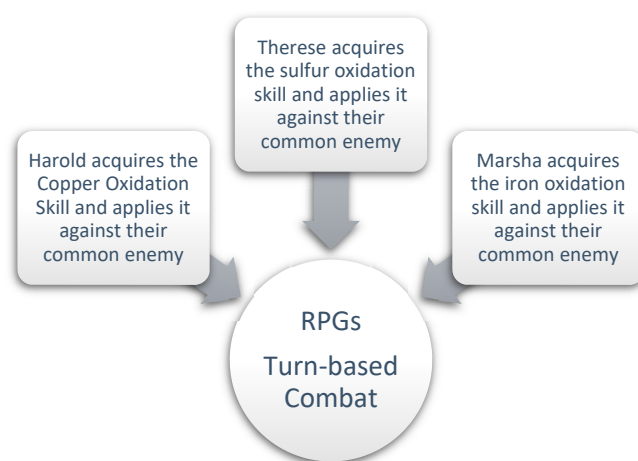 Therese acquires
the sulfur oxidation
skill and applies it
against their
common enemy
Harold acquires the
Copper Oxidation
Skill and applies it
against their
common enemy
Marsha acquires
the iron oxidation
skill and applies it
against their
common enemy
RPGs
Turn-based
Combat